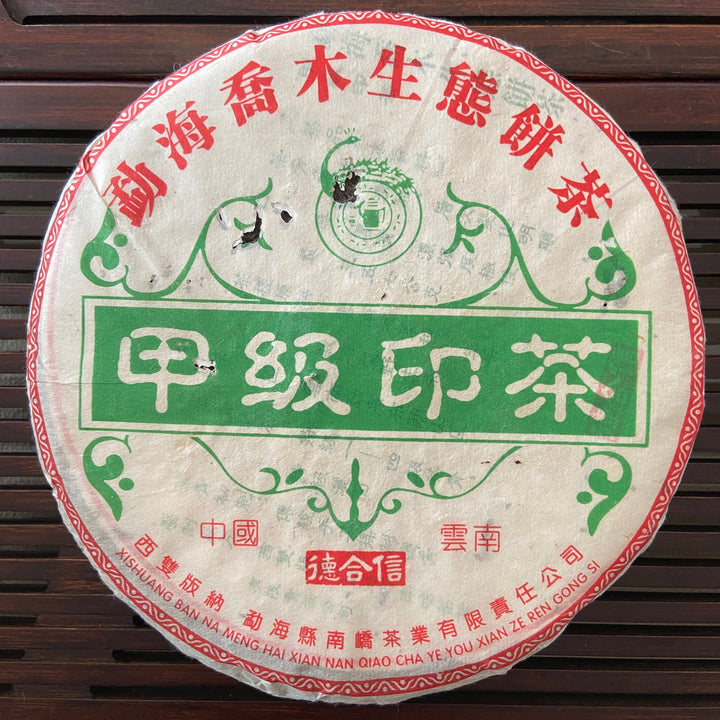 勐海喬木生態餅茶
甲級印茶
中國 雲南
德合信
西雙版納 勐海縣南嶠茶業有限責任公司
XISHUANG BAN NA MENG HAI XIAN NAN QIAO CHA YE YOU XIAN ZE REN GONG SI